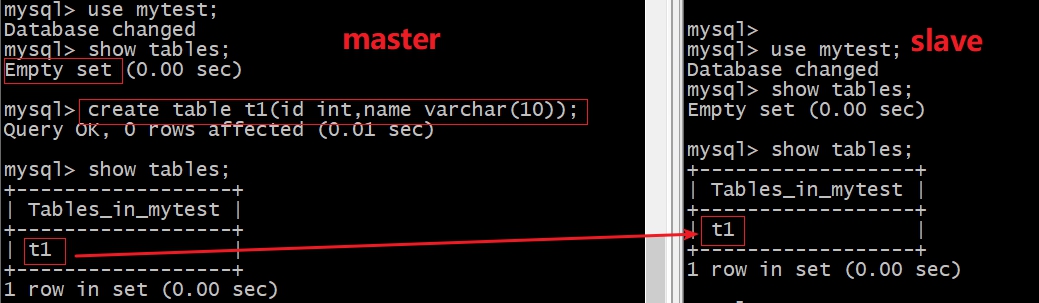 mysql> use mytest;
Database changed
mysql> show tables;
Empty set (0.00 sec)
mysql> create table t1(id int,name varchar(10));
Query OK, 0 rows affected (0.01 sec)
mysql> show tables;
+------------------+
| Tables_in_mytest |
+------------------+
| t1               |
+------------------+
1 row in set (0.00 sec)
master
mysql>
mysql> use mytest;
Database changed
mysql> show tables;
Empty set (0.00 sec)
mysql> show tables;
+------------------+
| Tables_in_mytest |
+------------------+
| t1               |
+------------------+
1 row in set (0.00 sec)
mysql>
slave